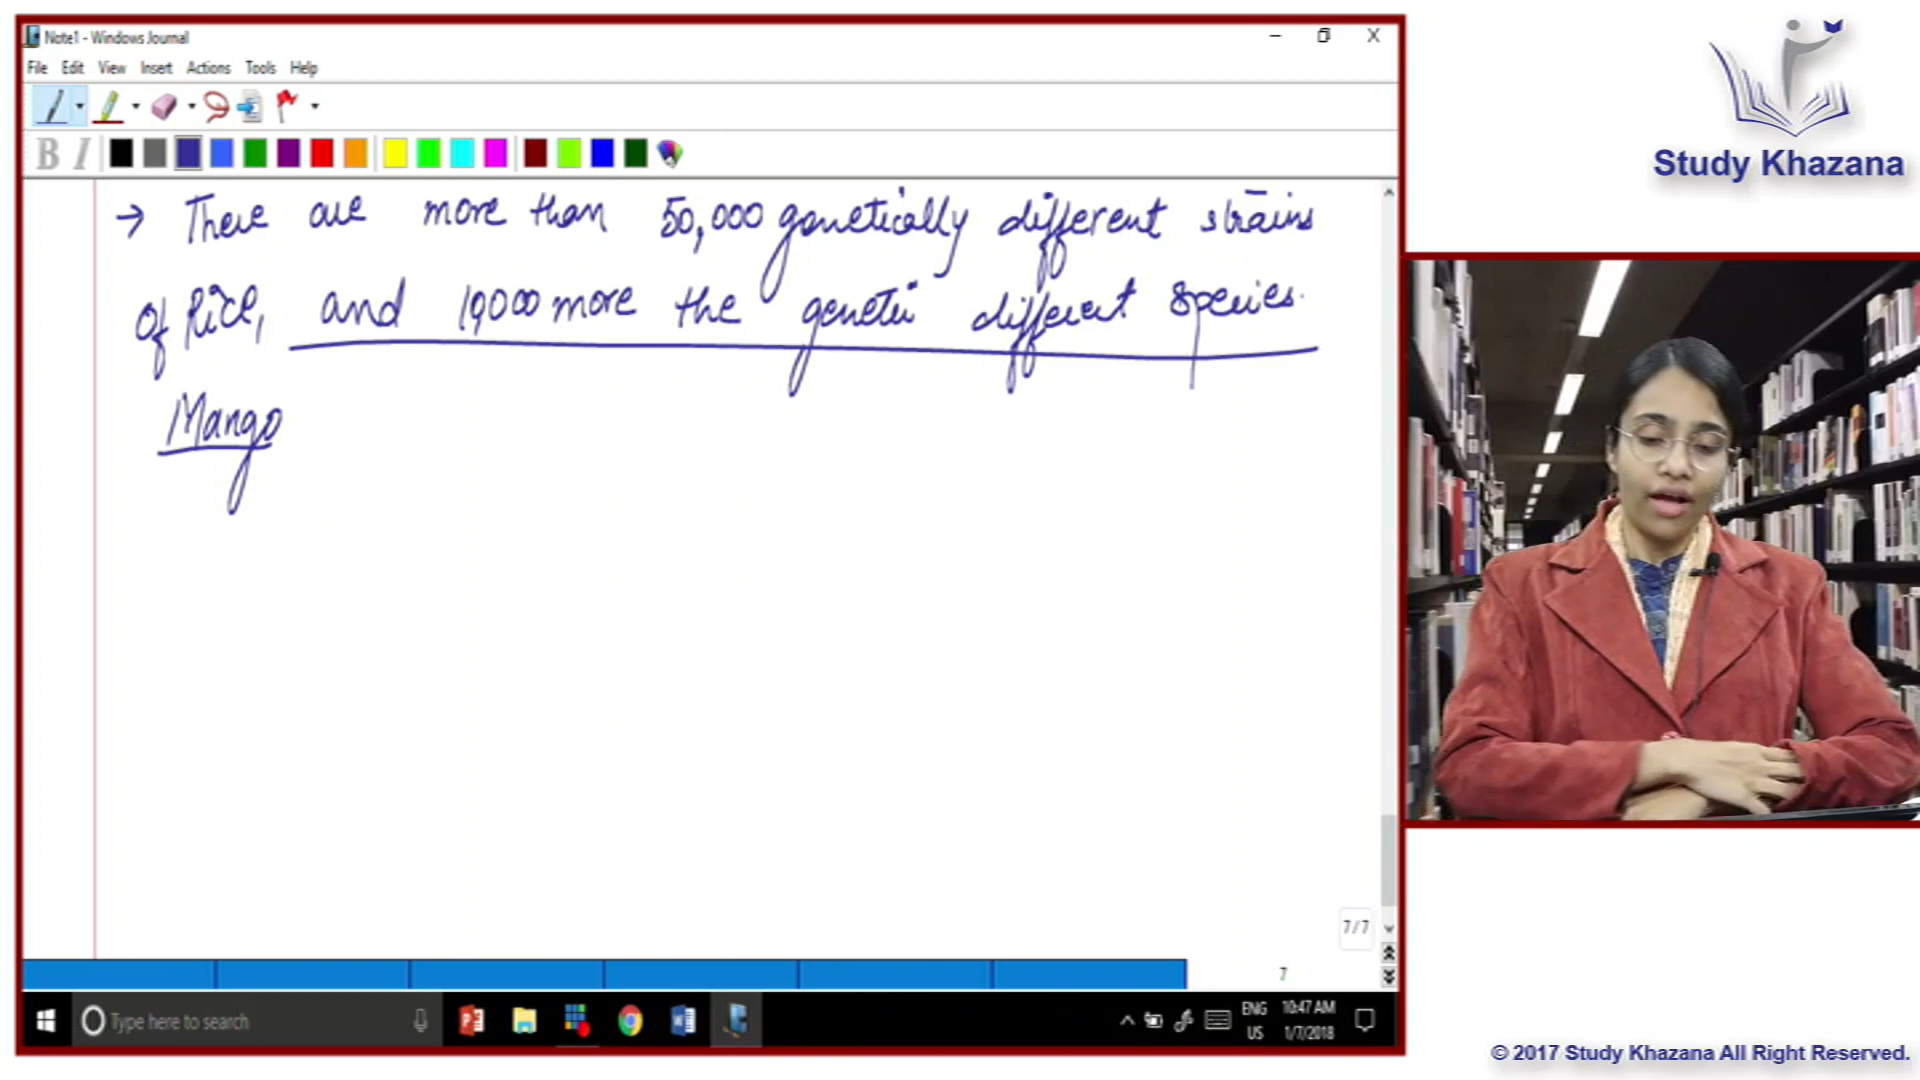 Note1 - Windows Journal
File Edit View Insert Actions Tools Help
B I
→ There are more than 50,000 genetically different strains
of Rice, and 1000 more the genetic different species.
Mango
7/7
7
Type here to search
ENG
US
10:47 AM
1/7/2018
Study Khazana
© 2017 Study Khazana All Right Reserved.